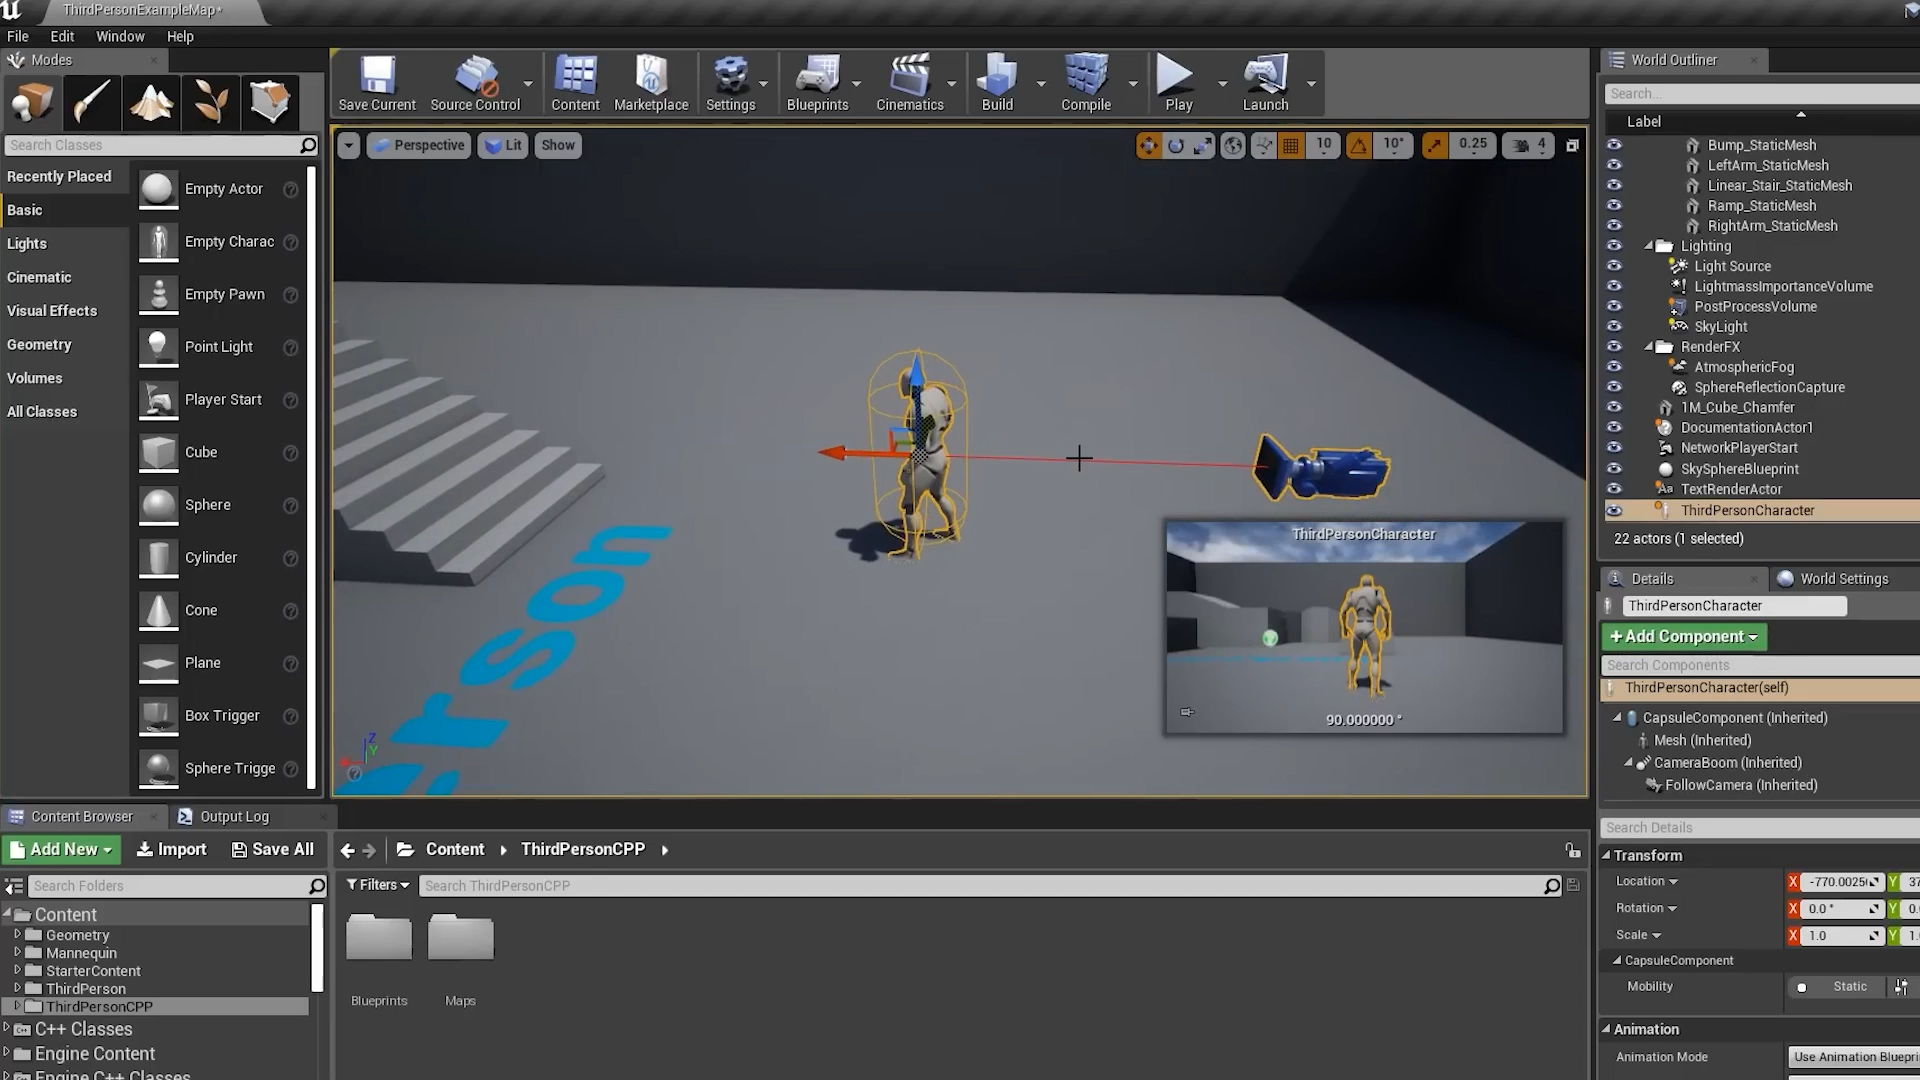 ThirdPersonExampleMap*
File Edit Window Help
Modes
Save Current
Source Control
Content
Marketplace
Settings
Blueprints
Cinematics
Build
Compile
Play
Launch
Search Classes
Recently Placed
Basic
Lights
Cinematic
Visual Effects
Geometry
Volumes
All Classes
Empty Actor
Empty Charac
Empty Pawn
Point Light
Player Start
Cube
Sphere
Cylinder
Cone
Plane
Box Trigger
Sphere Trigge
Perspective Lit Show
10 10° 0.25 4
erson
ThirdPersonCharacter
90.000000 °
Z
Y
World Outliner
Search...
Label
Bump_StaticMesh
LeftArm_StaticMesh
Linear_Stair_StaticMesh
Ramp_StaticMesh
RightArm_StaticMesh
Lighting
Light Source
LightmassImportanceVolume
PostProcessVolume
SkyLight
RenderFX
AtmosphericFog
SphereReflectionCapture
1M_Cube_Chamfer
DocumentationActor1
NetworkPlayerStart
SkySphereBlueprint
TextRenderActor
ThirdPersonCharacter
22 actors (1 selected)
Details World Settings
ThirdPersonCharacter
+Add Component
Search Components
ThirdPersonCharacter(self)
CapsuleComponent (Inherited)
Mesh (Inherited)
CameraBoom (Inherited)
FollowCamera (Inherited)
Search Details
Transform
Location X -770.0025 Y 37
Rotation X 0.0 ° Y 0.
Scale X 1.0 Y 1.
CapsuleComponent
Mobility Static
Animation
Animation Mode Use Animation Bluepri
Content Browser Output Log
Add New Import Save All
Content ThirdPersonCPP
Search Folders
Filters Search ThirdPersonCPP
Content
Geometry
Mannequin
StarterContent
ThirdPerson
ThirdPersonCPP
C++ Classes
Engine Content
Engine C++ Classes
Blueprints Maps